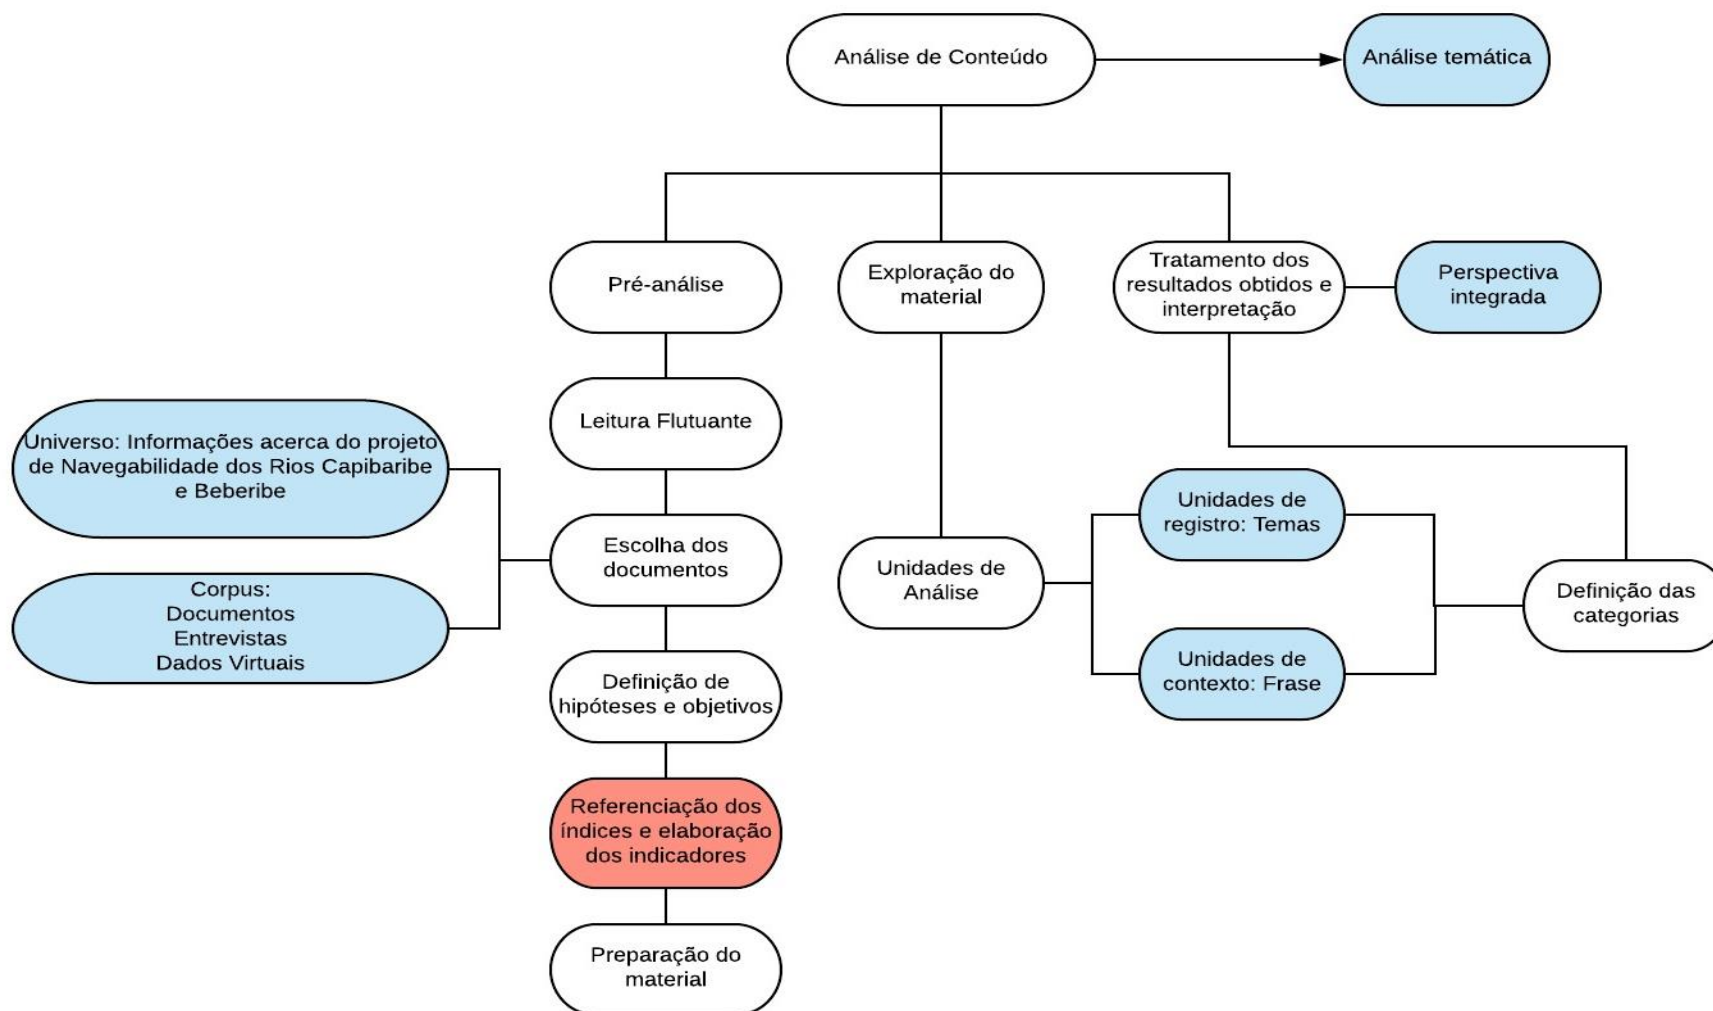 Análise de Conteúdo
Análise temática
Pré-análise
Exploração do
material
Tratamento dos
resultados obtidos e
interpretação
Perspectiva
integrada
Leitura Flutuante
Universo: Informações acerca do projeto
de Navegabilidade dos Rios Capibaribe
e Beberibe
Corpus:
Documentos
Entrevistas
Dados Virtuais
Escolha dos
documentos
Unidades de
Análise
Unidades de
registro: Temas
Unidades de
contexto: Frase
Definição das
categorias
Definição de
hipóteses e objetivos
Referenciação dos
índices e elaboração
dos indicadores
Preparação do
material